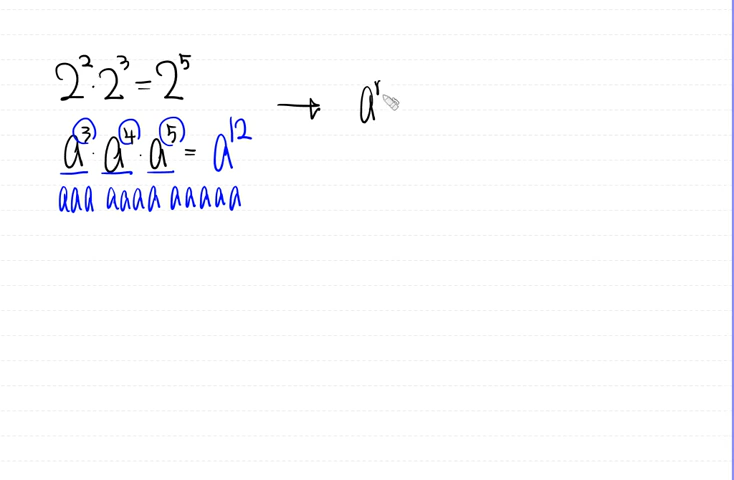 2² · 2³ = 2⁵
→ aʳ
a³ · a⁴ · a⁵ = a¹²
aaa aaaa aaaaa